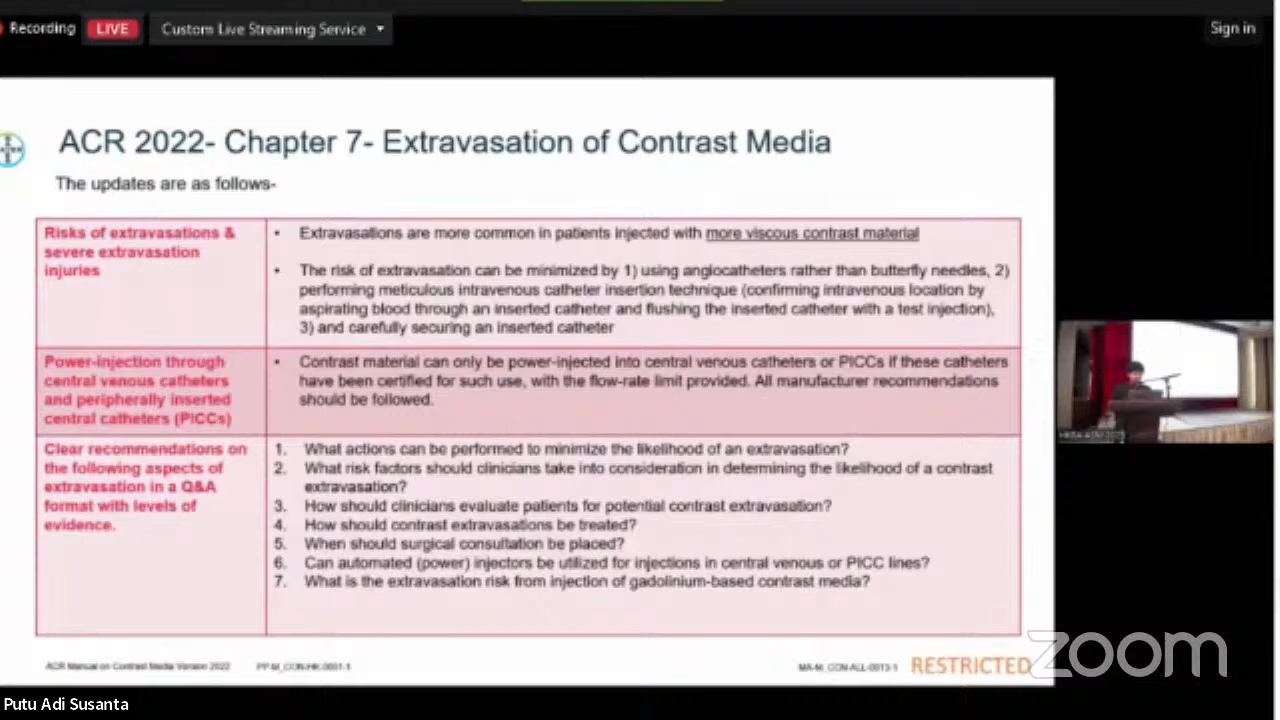 Recording
LIVE
Custom Live Streaming Service
Sign in
ACR 2022- Chapter 7- Extravasation of Contrast Media
The updates are as follows-
Risks of extravasations &
severe extravasation
injuries
• Extravasations are more common in patients injected with more viscous contrast material
• The risk of extravasation can be minimized by 1) using angiocatheters rather than butterfly needles, 2)
performing meticulous intravenous catheter insertion technique (confirming intravenous location by
aspirating blood through an inserted catheter and flushing the inserted catheter with a test injection),
3) and carefully securing an inserted catheter
Power-injection through
central venous catheters
and peripherally inserted
central catheters (PICCs)
• Contrast material can only be power-injected into central venous catheters or PICCs if these catheters
have been certified for such use, with the flow-rate limit provided. All manufacturer recommendations
should be followed.
Clear recommendations on
the following aspects of
extravasation in a Q&A
format with levels of
evidence.
1. What actions can be performed to minimize the likelihood of an extravasation?
2. What risk factors should clinicians take into consideration in determining the likelihood of a contrast
extravasation?
3. How should clinicians evaluate patients for potential contrast extravasation?
4. How should contrast extravasations be treated?
5. When should surgical consultation be placed?
6. Can automated (power) injectors be utilized for injections in central venous or PICC lines?
7. What is the extravasation risk from injection of gadolinium-based contrast media?
ACR Manual on Contrast Media Version 2022
PP-M_CON-HK-0001-1
MA-M_CON-ALL-0013-1
RESTRICTED
zoom
Putu Adi Susanta